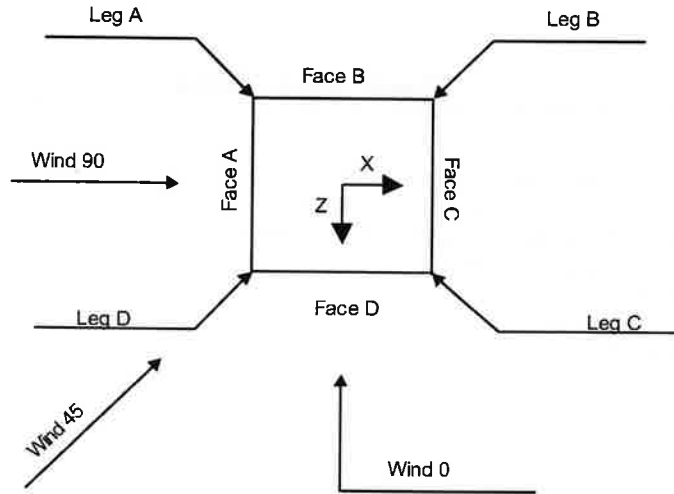 Leg A
Leg B
Face B
Wind 90
Face A
X
Z
Face C
Leg D
Face D
Leg C
Wind 45
Wind 0